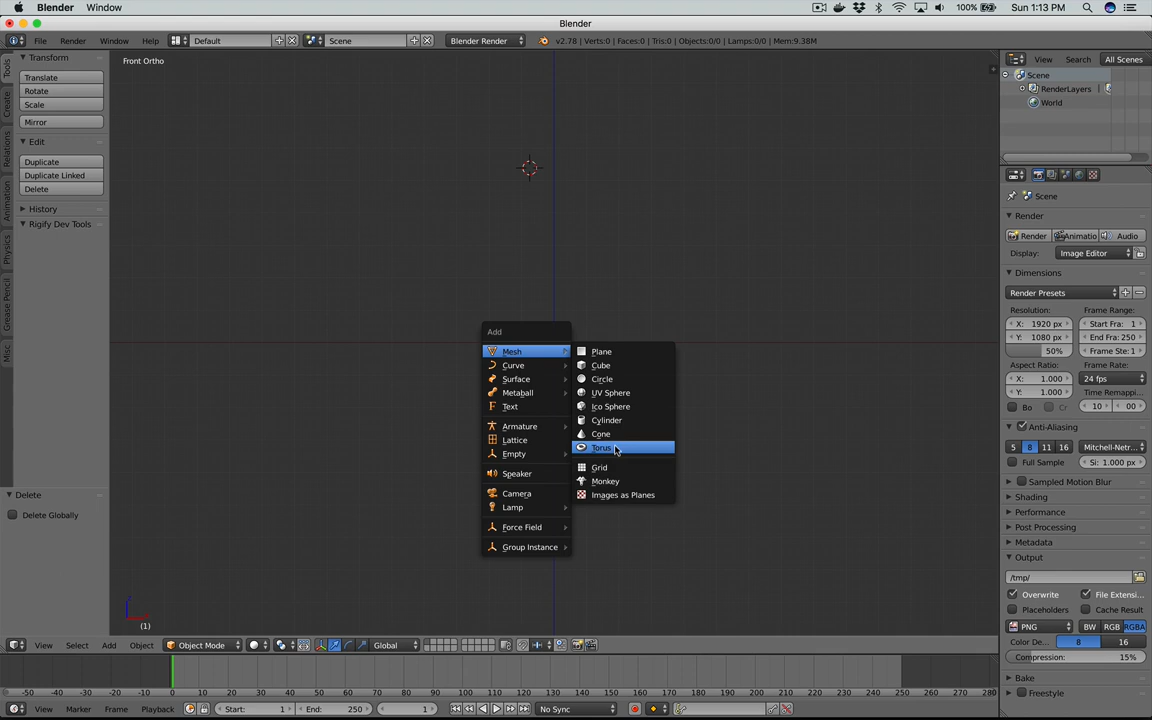 Blender Window 100% Sun 1:13 PM
Blender
File Render Window Help Default Scene Blender Render v2.78 | Verts:0 | Faces:0 | Tris:0 | Objects:0/0 | Lamps:0/0 | Mem:9.38M
Tools
Create
Relations
Animation
Physics
Grease Pencil
Misc
Transform
Translate
Rotate
Scale
Mirror
Edit
Duplicate
Duplicate Linked
Delete
History
Rigify Dev Tools
Delete
Delete Globally
Front Ortho
Add
Mesh
Curve
Surface
Metaball
Text
Armature
Lattice
Empty
Speaker
Camera
Lamp
Force Field
Group Instance
Plane
Cube
Circle
UV Sphere
Ico Sphere
Cylinder
Cone
Torus
Grid
Monkey
Images as Planes
(1)
View Search All Scenes
Scene
RenderLayers
World
Scene
Render
Render Animatio Audio
Display: Image Editor
Dimensions
Render Presets
Resolution: Frame Range:
X: 1920 px Start Fra: 1
Y: 1080 px End Fra: 250
50% Frame Ste: 1
Aspect Ratio: Frame Rate:
X: 1.000 24 fps
Y: 1.000 Time Remappi...
Bo Cr 10 00
Anti-Aliasing
5 8 11 16 Mitchell-Netr...
Full Sample Si: 1.000 px
Sampled Motion Blur
Shading
Performance
Post Processing
Metadata
Output
/tmp/
Overwrite File Extensi...
Placeholders Cache Result
PNG BW RGB RGBA
Color De... 8 16
Compression: 15%
Bake
Freestyle
View Select Add Object Object Mode Global
-50 -40 -30 -20 -10 0 10 20 30 40 50 60 70 80 90 100 110 120 130 140 150 160 170 180 190 200 210 220 230 240 250 260 270 280
View Marker Frame Playback Start: 1 End: 250 1 No Sync